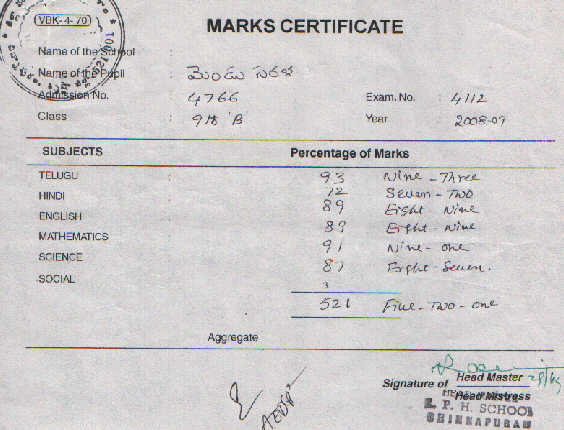 VBK-4-70
MARKS CERTIFICATE
Name of the School
Name of the Pupil :
Admission No. : 4766 Exam. No. : 4112
Class : 9th 'B Year 2008-09
SUBJECTS Percentage of Marks
TELUGU : 93 Nine - Three
HINDI 72 Seven - Two
ENGLISH 89 Eight Nine
MATHEMATICS 89 Eight - Nine
SCIENCE 91 Nine - one
SOCIAL 87 Eight - Seven.
521 Five - Two - one
Aggregate
Signature of Head Master
Head Mistress
P. H. SCHOOL
CHINNAPURAM